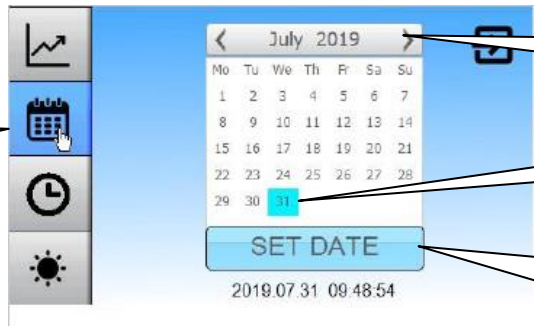 July 2019
Mo Tu We Th Fr Sa Su
1 2 3 4 5 6 7
8 9 10 11 12 13 14
15 16 17 18 19 20 21
22 23 24 25 26 27 28
29 30 31
SET DATE
2019.07.31 09:48:54